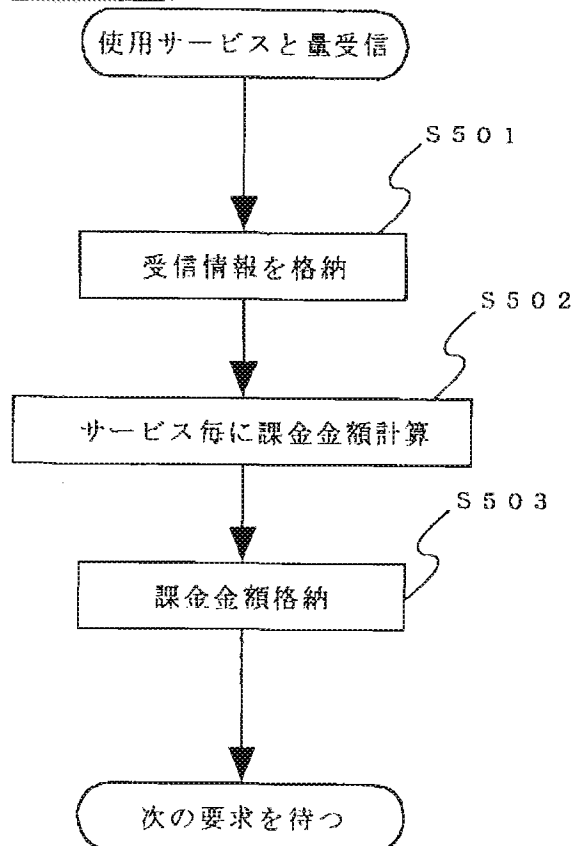 使用サービスと量受信
S501
受信情報を格納
S502
サービス毎に課金金額計算
S503
課金金額格納
次の要求を待つ